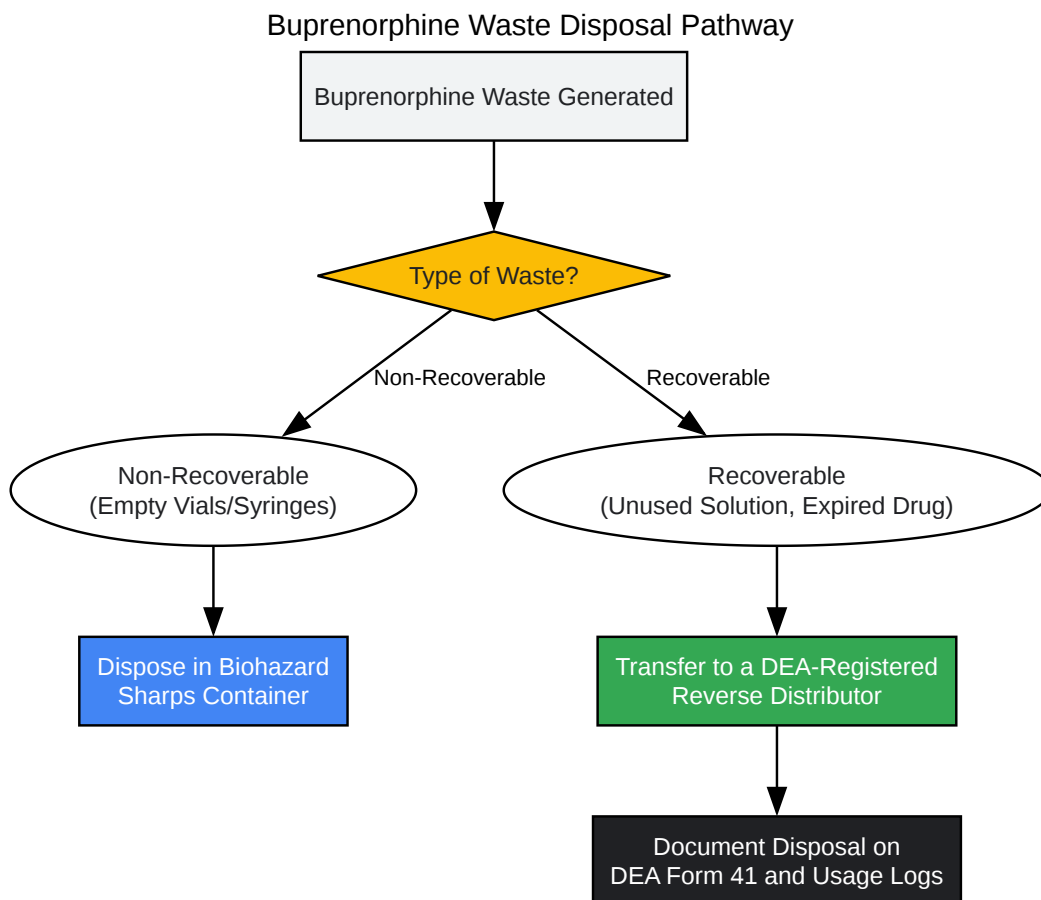 Buprenorphine Waste Disposal Pathway
Buprenorphine Waste Generated
Type of Waste?
Non-Recoverable
Recoverable
Non-Recoverable
(Empty Vials/Syringes)
Recoverable
(Unused Solution, Expired Drug)
Dispose in Biohazard
Sharps Container
Transfer to a DEA-Registered
Reverse Distributor
Document Disposal on
DEA Form 41 and Usage Logs